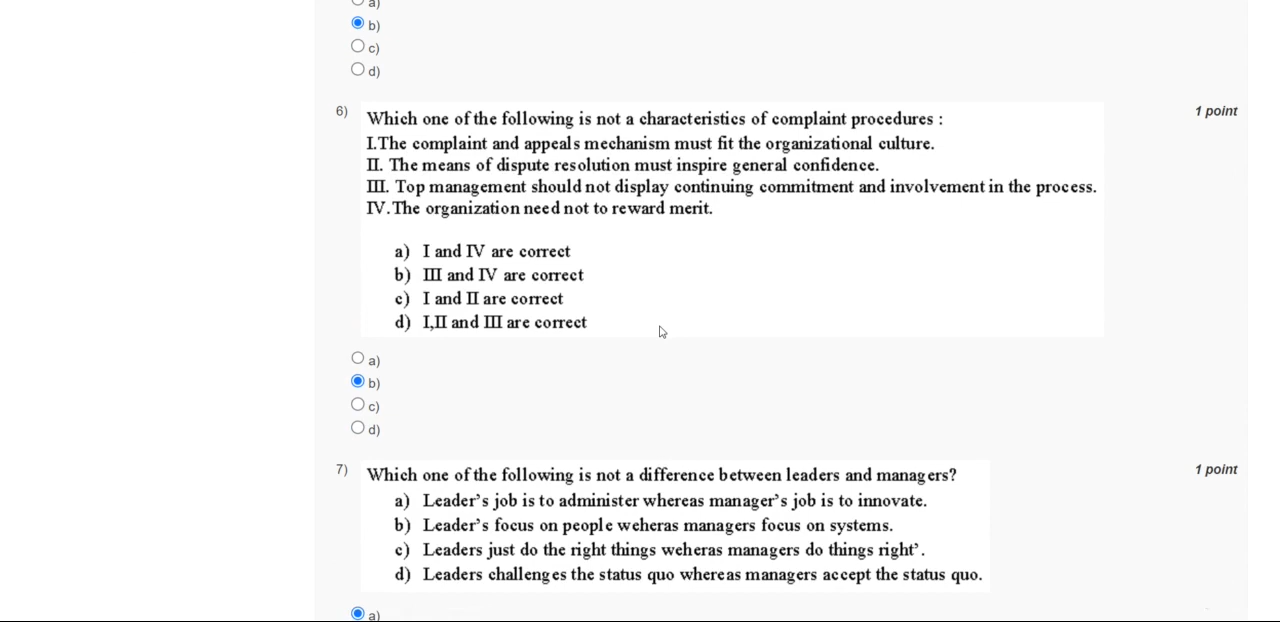 a)
b)
c)
d)
6) Which one of the following is not a characteristics of complaint procedures : 1 point
I.The complaint and appeals mechanism must fit the organizational culture.
II. The means of dispute resolution must inspire general confidence.
III. Top management should not display continuing commitment and involvement in the process.
IV.The organization need not to reward merit.
a) I and IV are correct
b) III and IV are correct
c) I and II are correct
d) I,II and III are correct
a)
b)
c)
d)
7) Which one of the following is not a difference between leaders and managers? 1 point
a) Leader's job is to administer whereas manager's job is to innovate.
b) Leader's focus on people weheras managers focus on systems.
c) Leaders just do the right things weheras managers do things right'.
d) Leaders challenges the status quo whereas managers accept the status quo.
a)